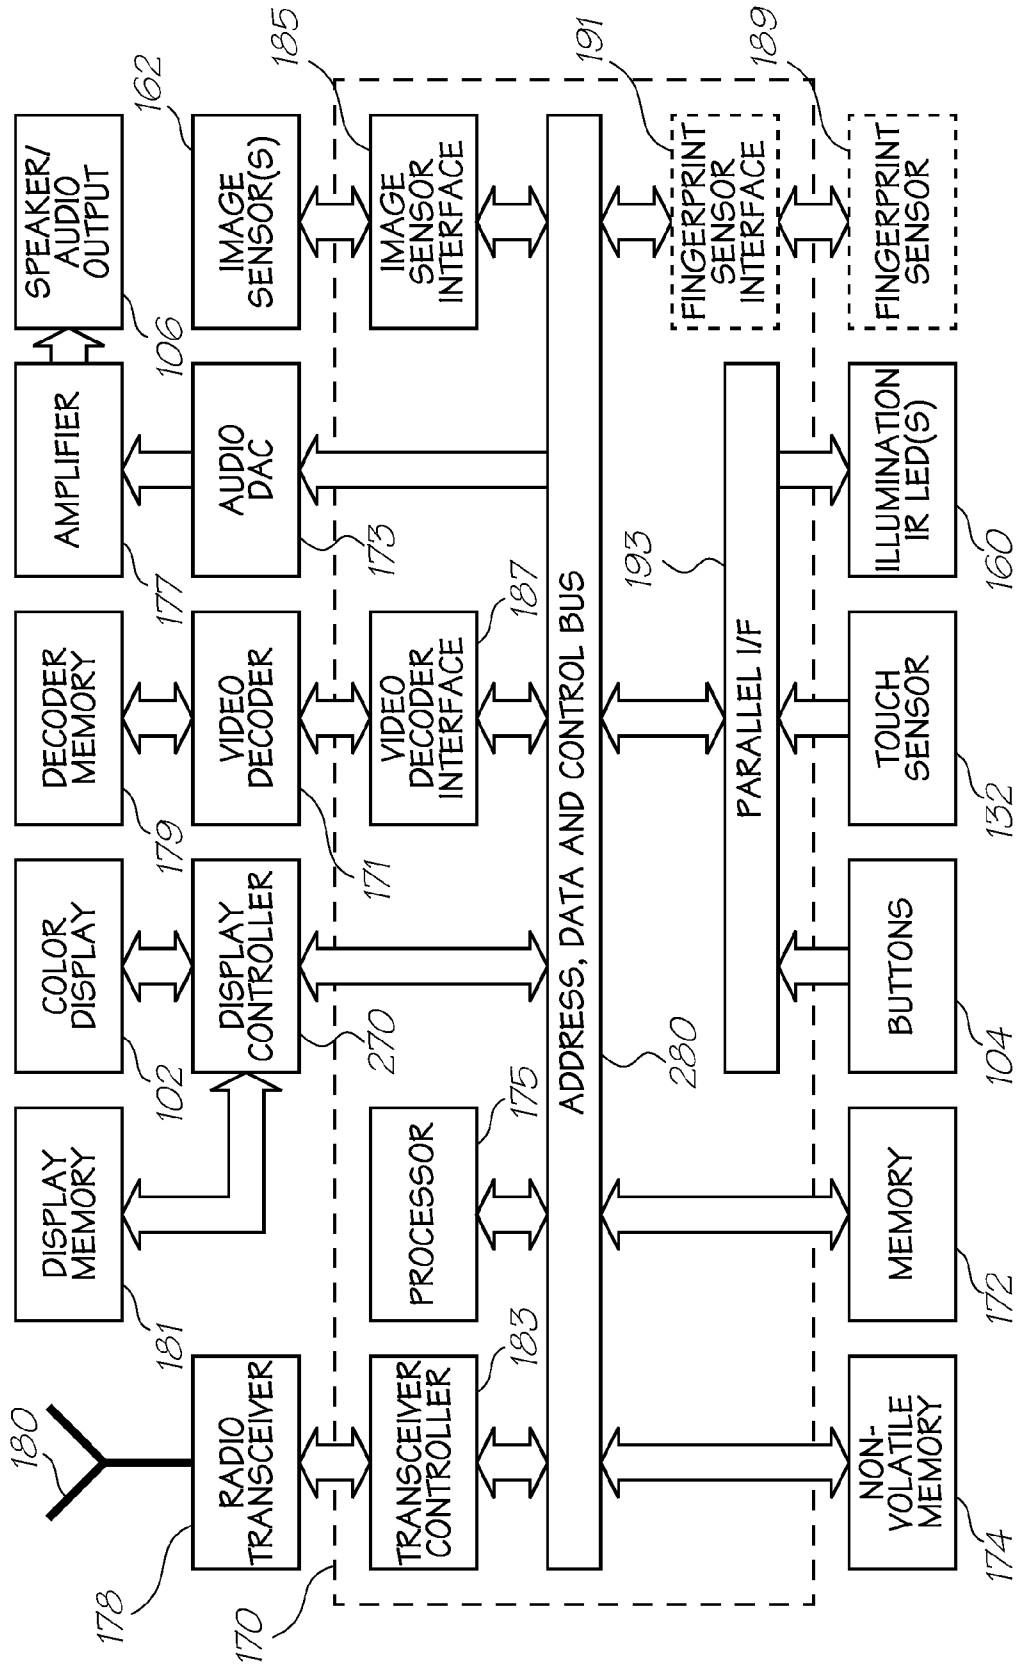 180
178
RADIO
TRANSCEIVER
181
DISPLAY
MEMORY
102
COLOR
DISPLAY
179
DECODER
MEMORY
177
AMPLIFIER
106
SPEAKER/
AUDIO
OUTPUT
270
DISPLAY
CONTROLLER
171
VIDEO
DECODER
173
AUDIO
DAC
162
IMAGE
SENSOR(S)
170
183
TRANSCEIVER
CONTROLLER
175
PROCESSOR
187
VIDEO
DECODER
INTERFACE
185
IMAGE
SENSOR
INTERFACE
280
ADDRESS, DATA AND CONTROL BUS
193
PARALLEL I/F
191
FINGERPRINT
SENSOR
INTERFACE
174
NON-
VOLATILE
MEMORY
172
MEMORY
104
BUTTONS
132
TOUCH
SENSOR
160
ILLUMINATION
IR LED(S)
189
FINGERPRINT
SENSOR